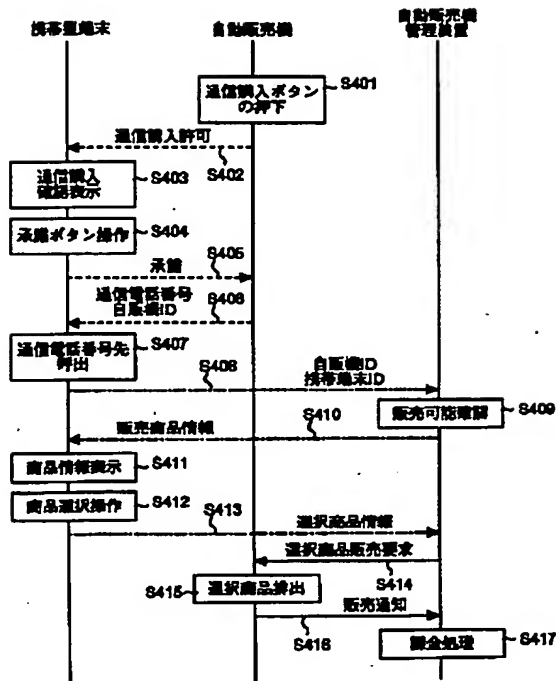 携帯型端末
自動販売機
自動販売機
管理装置
通信購入ボタン
の押下
S401
通信購入許可
S402
通信購入
確認表示
S403
承諾ボタン操作
S404
承諾
S405
通信電話番号
自販機ID
S406
通信電話番号先
呼出
S407
S408
自販機ID
携帯端末ID
販売可能確認
S409
販売商品情報
S410
商品情報表示
S411
商品選択操作
S412
S413
選択商品情報
選択商品販売要求
S414
S415
選択商品排出
販売通知
S416
課金処理
S417